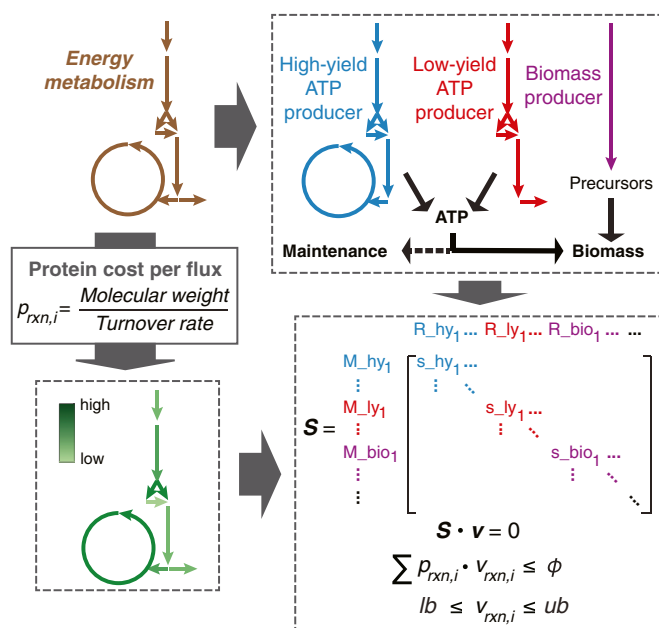 Energy
metabolism
High-yield
ATP
producer
Low-yield
ATP
producer
Biomass
producer
Precursors
ATP
Maintenance
Biomass
Protein cost per flux
p_rxn,i = Molecular weight / Turnover rate
high
low
R_hy₁ ... R_ly₁ ... R_bio₁ ... ...
M_hy₁ s_hy₁ ...
⋮ ⋮ ⋱
M_ly₁ s_ly₁ ...
S =
⋮ ⋮ ⋱
M_bio₁ s_bio₁ ...
⋮ ⋮ ⋱
⋮ ⋱
S · v = 0
∑ p_rxn,i · v_rxn,i ≤ ϕ
lb ≤ v_rxn,i ≤ ub